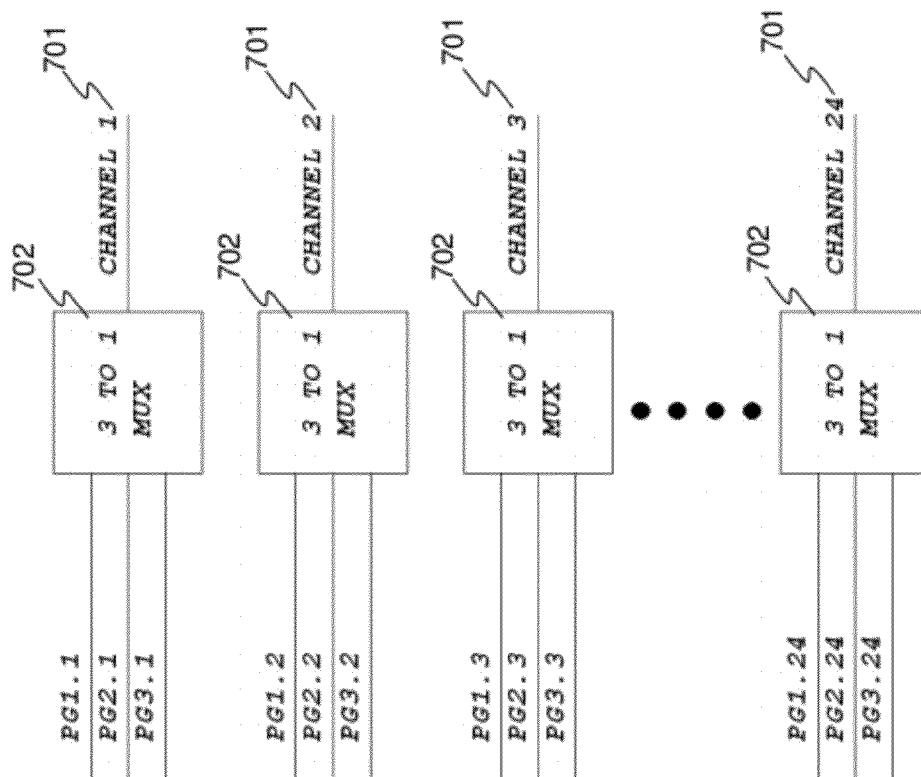 701
702
CHANNEL 1
3 TO 1
MUX
PG1.1
PG2.1
PG3.1
701
702
CHANNEL 2
3 TO 1
MUX
PG1.2
PG2.2
PG3.2
701
702
CHANNEL 3
3 TO 1
MUX
PG1.3
PG2.3
PG3.3
701
702
CHANNEL 24
3 TO 1
MUX
PG1.24
PG2.24
PG3.24